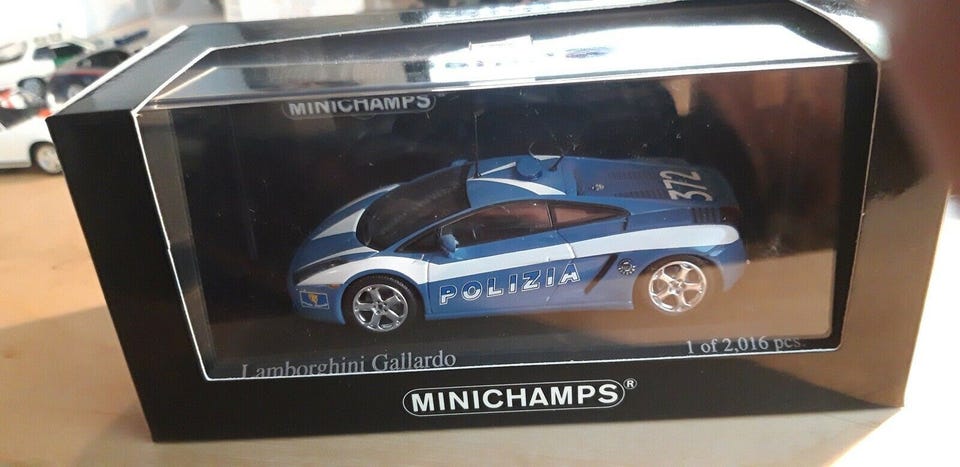 MINICHAMPS
372
POLIZIA
Lamborghini Gallardo
1 of 2,016 pcs.
MINICHAMPS®